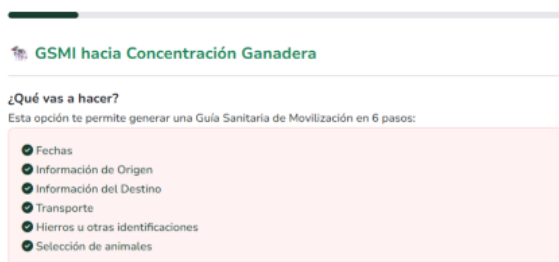 GSMI hacia Concentración Ganadera
¿Qué vas a hacer?
Esta opción te permite generar una Guía Sanitaria de Movilización en 6 pasos:
Fechas
Información de Origen
Información del Destino
Transporte
Hierros u otras identificaciones
Selección de animales